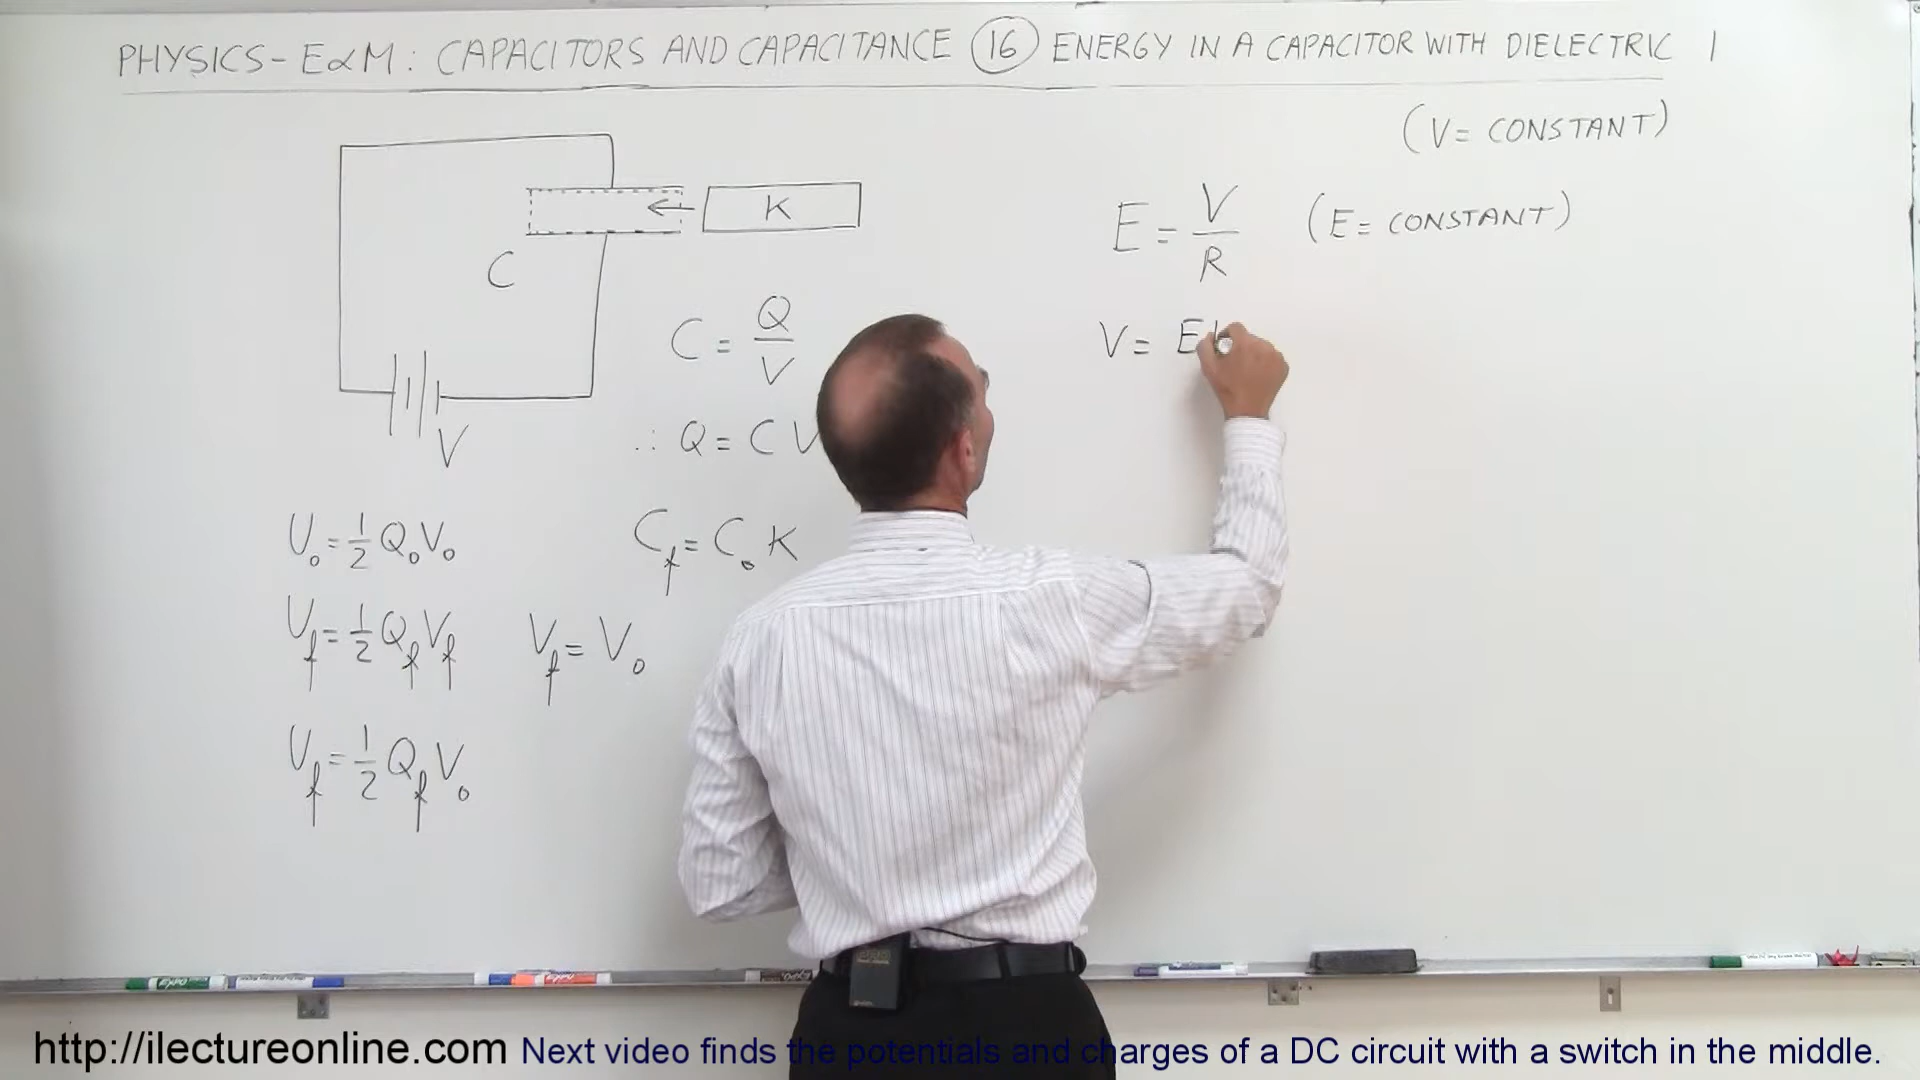 PHYSICS - E&M: CAPACITORS AND CAPACITANCE 16 ENERGY IN A CAPACITOR WITH DIELECTRIC 1
(V = CONSTANT)
K
C
V
E = V/R (E = CONSTANT)
V = E
C = Q/V
∴ Q = C V
U₀ = 1/2 Q₀V₀
C_f = C₀ K
U_f = 1/2 Q_f V_f
V_f = V₀
U_f = 1/2 Q_f V₀
EXPO
http://ilectureonline.com Next video finds the potentials and charges of a DC circuit with a switch in the middle.